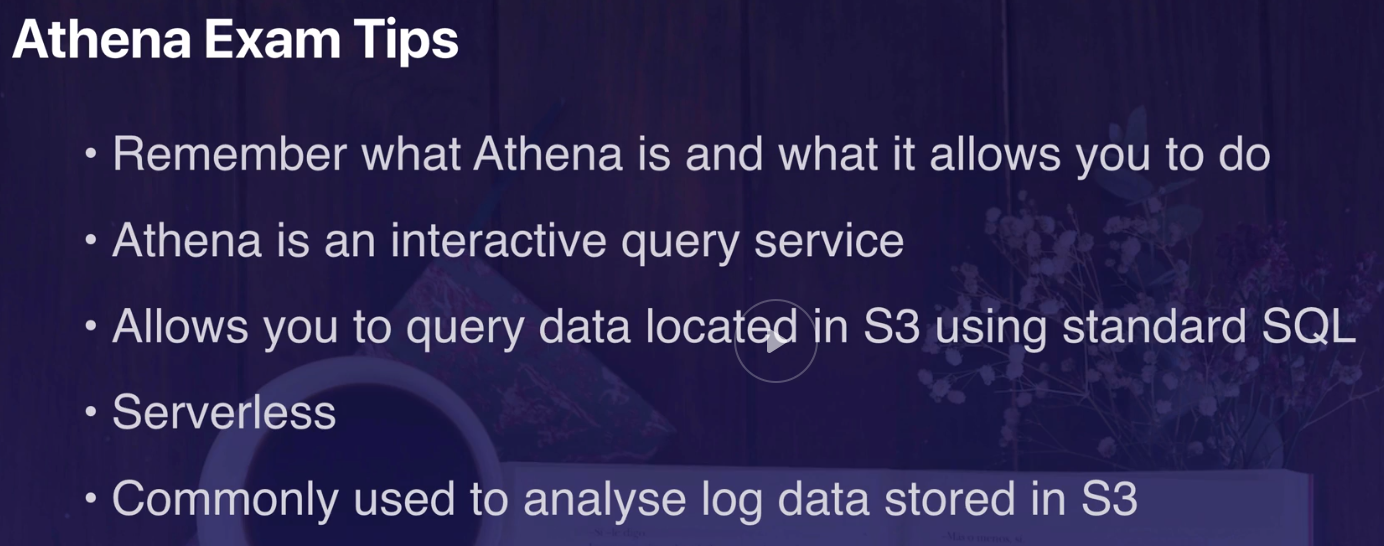 Athena Exam Tips
• Remember what Athena is and what it allows you to do
• Athena is an interactive query service
• Allows you to query data located in S3 using standard SQL
• Serverless
• Commonly used to analyse log data stored in S3